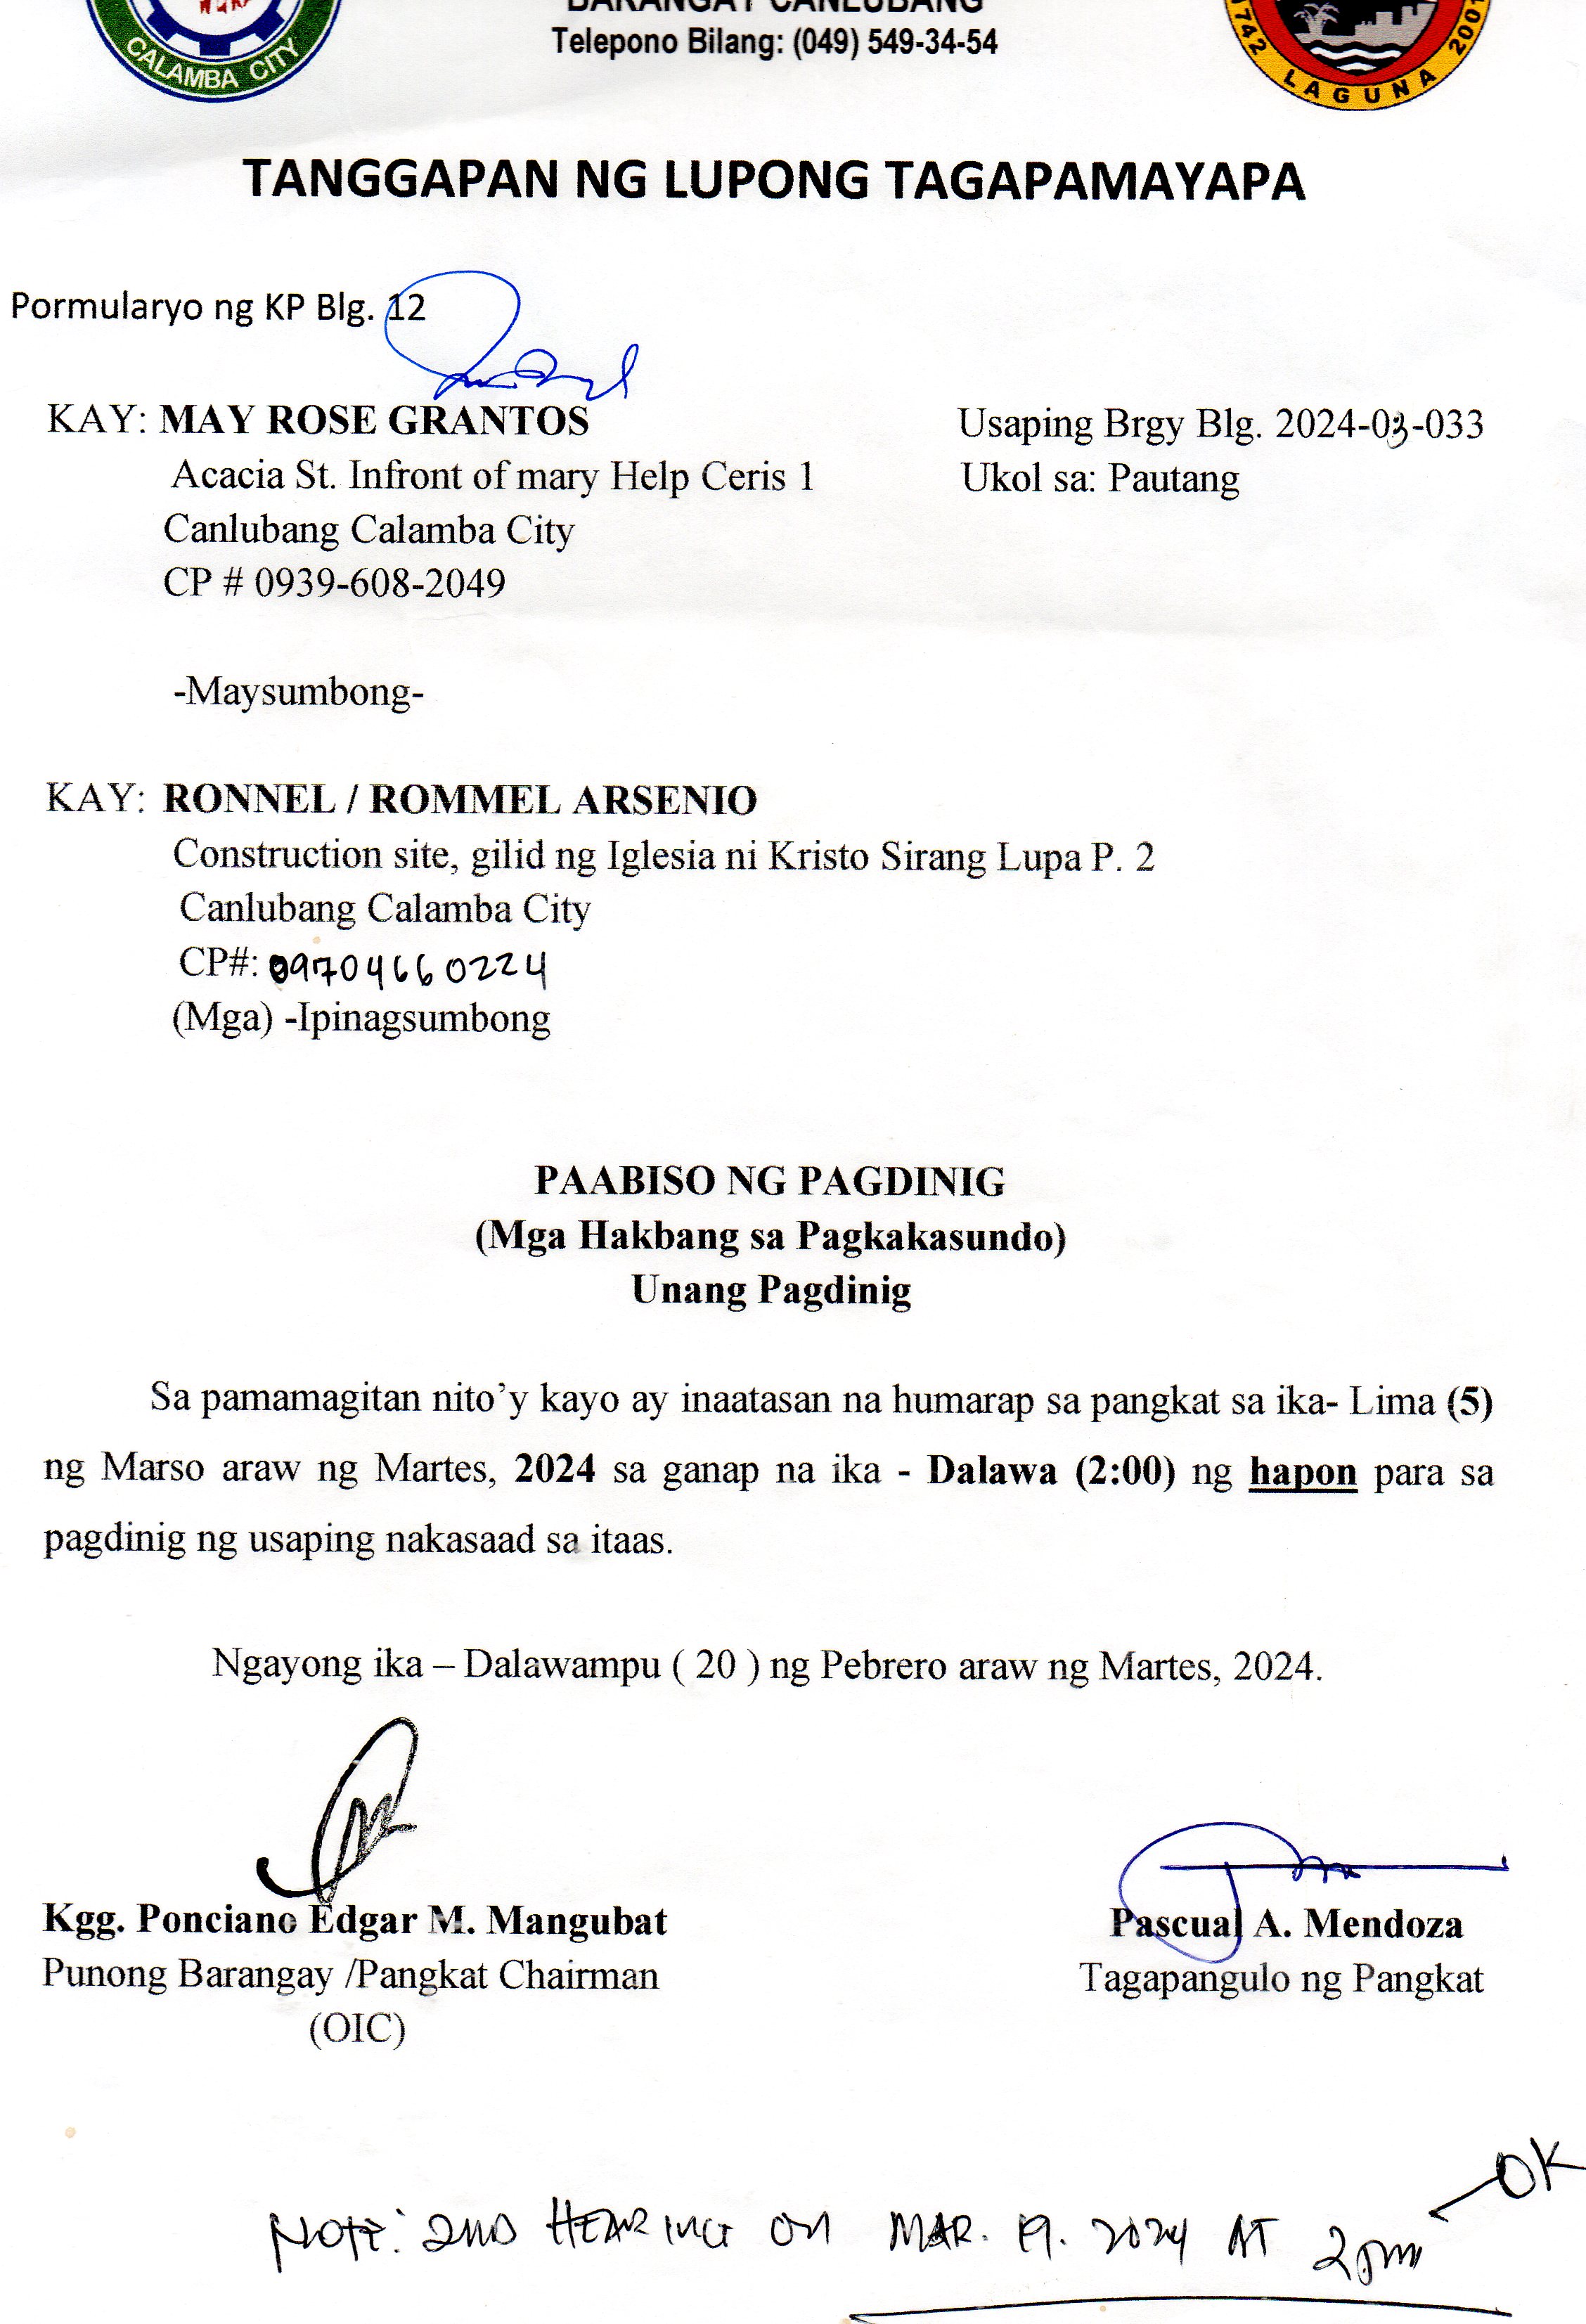 CALAMBA CITY
BARANGAY CANLUBANG
Telepono Bilang: (049) 549-34-54
1742 LAGUNA 2001
TANGGAPAN NG LUPONG TAGAPAMAYAPA
Pormularyo ng KP Blg. 12
KAY: MAY ROSE GRANTOS
Usaping Brgy Blg. 2024-03-033
Acacia St. Infront of mary Help Ceris 1
Ukol sa: Pautang
Canlubang Calamba City
CP # 0939-608-2049
-Maysumbong-
KAY: RONNEL / ROMMEL ARSENIO
Construction site, gilid ng Iglesia ni Kristo Sirang Lupa P. 2
Canlubang Calamba City
CP#: 09704660224
(Mga) -Ipinagsumbong
PAABISO NG PAGDINIG
(Mga Hakbang sa Pagkakasundo)
Unang Pagdinig
Sa pamamagitan nito’y kayo ay inaatasan na humarap sa pangkat sa ika- Lima (5)
ng Marso araw ng Martes, 2024 sa ganap na ika - Dalawa (2:00) ng hapon para sa
pagdinig ng usaping nakasaad sa itaas.
Ngayong ika – Dalawampu ( 20 ) ng Pebrero araw ng Martes, 2024.
Kgg. Ponciano Edgar M. Mangubat
Pascual A. Mendoza
Punong Barangay /Pangkat Chairman
Tagapangulo ng Pangkat
(OIC)
OK
NOTE: 2ND HEARING ON MAR. 19. 2024 AT 2pm